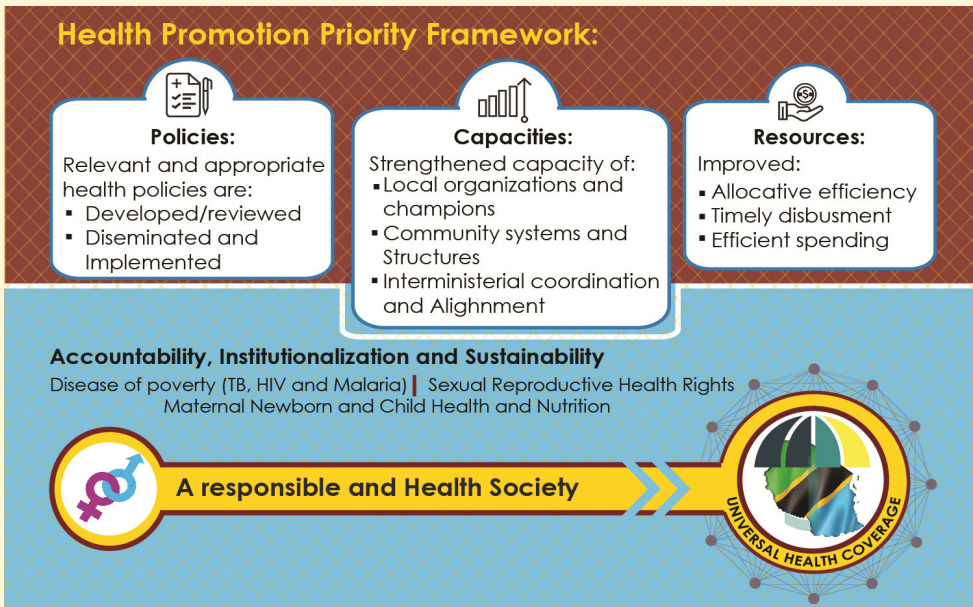 Health Promotion Priority Framework:
Policies:
Relevant and appropriate
health policies are:
▪ Developed/reviewed
▪ Diseminated and
Implemented
Capacities:
Strengthened capacity of:
▪ Local organizations and
champions
▪ Community systems and
Structures
▪ Interministerial coordination
and Alighnment
Resources:
Improved:
▪ Allocative efficiency
▪ Timely disbusment
▪ Efficient spending
Accountability, Institutionalization and Sustainability
Disease of poverty (TB, HIV and Malaria) | Sexual Reproductive Health Rights
Maternal Newborn and Child Health and Nutrition
A responsible and Health Society
UNIVERSAL HEALTH COVERAGE